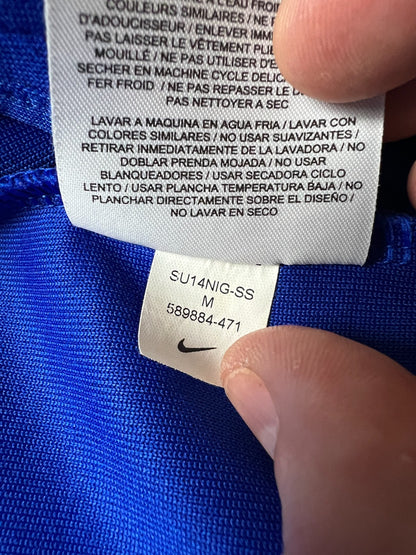 COULEURS SIMILAIRES / NE PAS
D'ADOUCISSEUR / ENLEVER IMM
PAS LAISSER LE VÊTEMENT PLIÉ
MOUILLÉ / NE PAS UTILISER
SÉCHER EN MACHINE CYCLE DÉLIC
FER FROID / NE PAS REPASSER LE D
PAS NETTOYER À SEC
LAVAR A MAQUINA EN AGUA FRIA / LAVAR CON
COLORES SIMILARES / NO USAR SUAVIZANTES /
RETIRAR INMEDIATAMENTE DE LA LAVADORA / NO
DOBLAR PRENDA MOJADA / NO USAR
BLANQUEADORES / USAR SECADORA CICLO
LENTO / USAR PLANCHA TEMPERATURA BAJA / NO
PLANCHAR DIRECTAMENTE SOBRE EL DISEÑO /
NO LAVAR EN SECO
SU14NIG-SS
M
589884-471